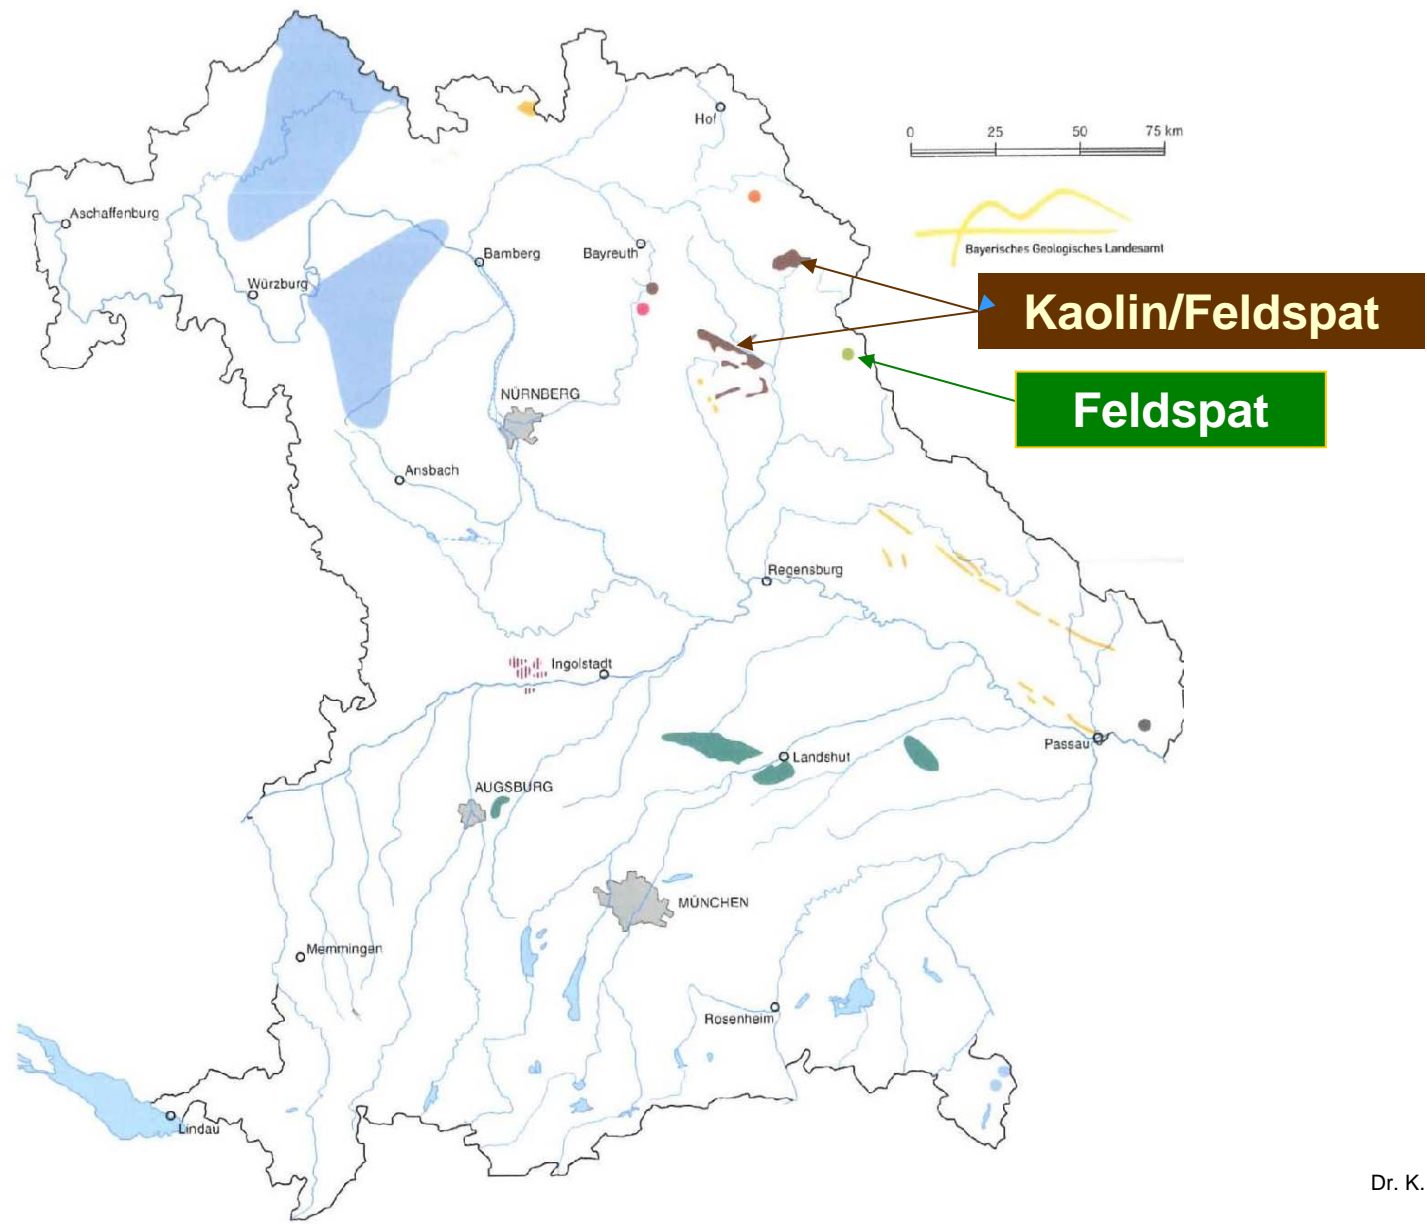 Hof
0 25 50 75 km
Aschaffenburg
Bayerisches Geologisches Landesamt
Bamberg
Bayreuth
Würzburg
Kaolin/Feldspat
NÜRNBERG
Feldspat
Ansbach
Regensburg
Ingolstadt
Passau
Landshut
AUGSBURG
MÜNCHEN
Memmingen
Rosenheim
Lindau
Dr. K.